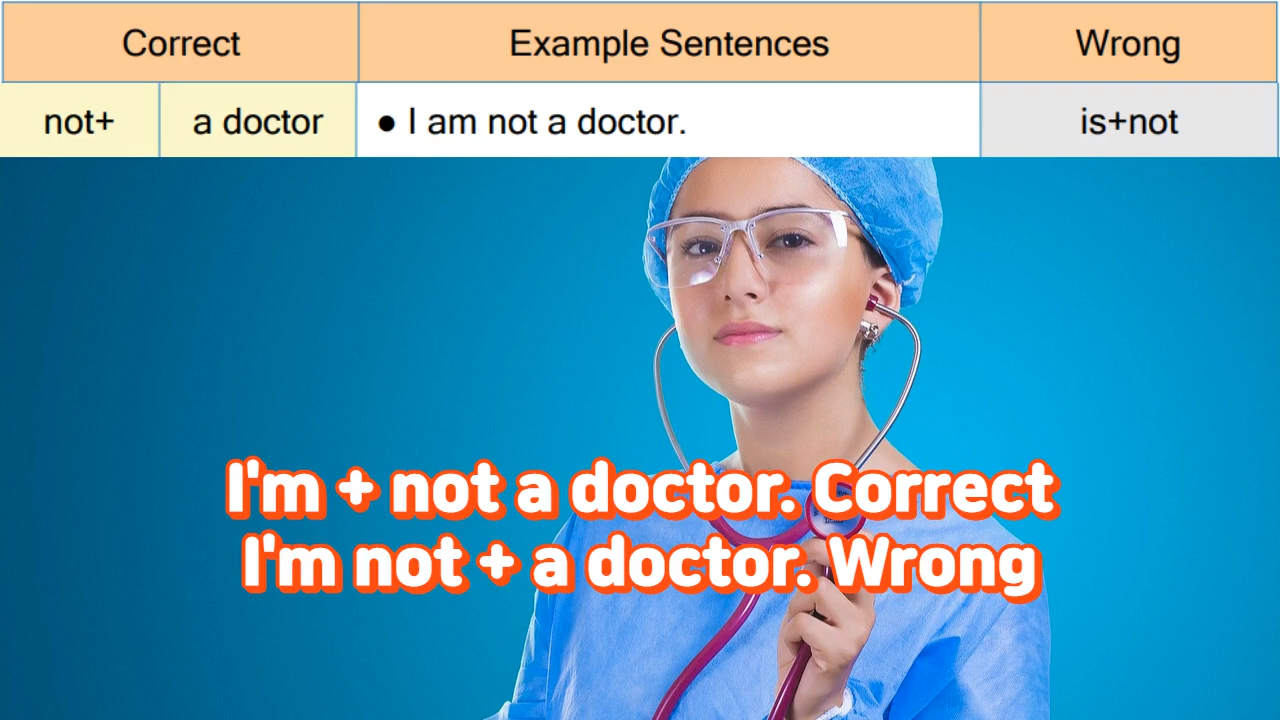 Correct Example Sentences Wrong
not+ a doctor ● I am not a doctor. is+not
I'm + not a doctor. Correct
I'm not + a doctor. Wrong